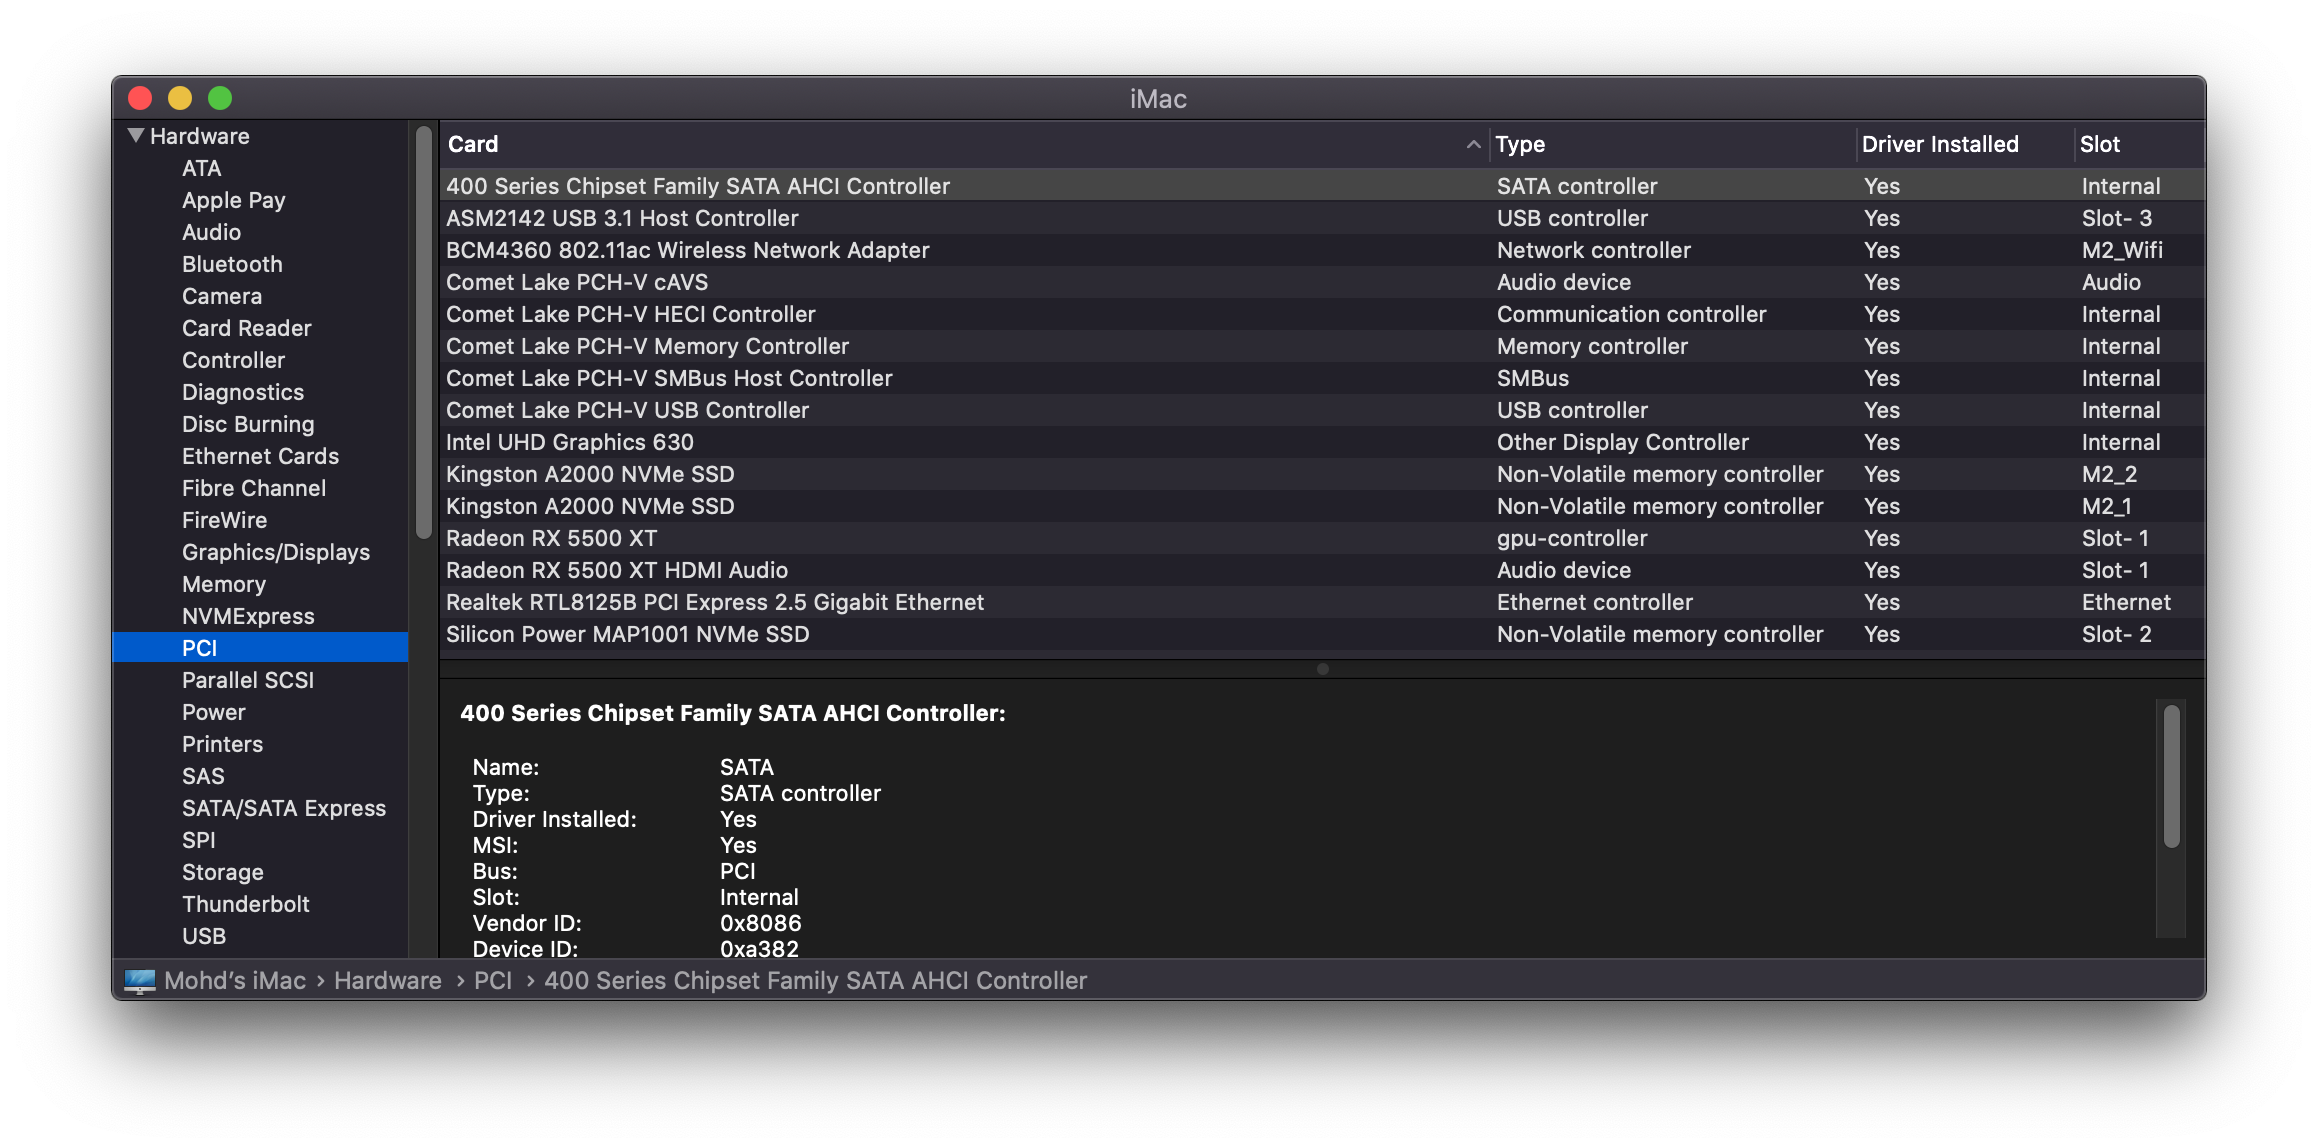 iMac
Hardware
ATA
Apple Pay
Audio
Bluetooth
Camera
Card Reader
Controller
Diagnostics
Disc Burning
Ethernet Cards
Fibre Channel
FireWire
Graphics/Displays
Memory
NVMExpress
PCI
Parallel SCSI
Power
Printers
SAS
SATA/SATA Express
SPI
Storage
Thunderbolt
USB
Card Type Driver Installed Slot
400 Series Chipset Family SATA AHCI Controller SATA controller Yes Internal
ASM2142 USB 3.1 Host Controller USB controller Yes Slot- 3
BCM4360 802.11ac Wireless Network Adapter Network controller Yes M2_Wifi
Comet Lake PCH-V cAVS Audio device Yes Audio
Comet Lake PCH-V HECI Controller Communication controller Yes Internal
Comet Lake PCH-V Memory Controller Memory controller Yes Internal
Comet Lake PCH-V SMBus Host Controller SMBus Yes Internal
Comet Lake PCH-V USB Controller USB controller Yes Internal
Intel UHD Graphics 630 Other Display Controller Yes Internal
Kingston A2000 NVMe SSD Non-Volatile memory controller Yes M2_2
Kingston A2000 NVMe SSD Non-Volatile memory controller Yes M2_1
Radeon RX 5500 XT gpu-controller Yes Slot- 1
Radeon RX 5500 XT HDMI Audio Audio device Yes Slot- 1
Realtek RTL8125B PCI Express 2.5 Gigabit Ethernet Ethernet controller Yes Ethernet
Silicon Power MAP1001 NVMe SSD Non-Volatile memory controller Yes Slot- 2
400 Series Chipset Family SATA AHCI Controller:
Name: SATA
Type: SATA controller
Driver Installed: Yes
MSI: Yes
Bus: PCI
Slot: Internal
Vendor ID: 0x8086
Device ID: 0xa382
Mohd’s iMac › Hardware › PCI › 400 Series Chipset Family SATA AHCI Controller